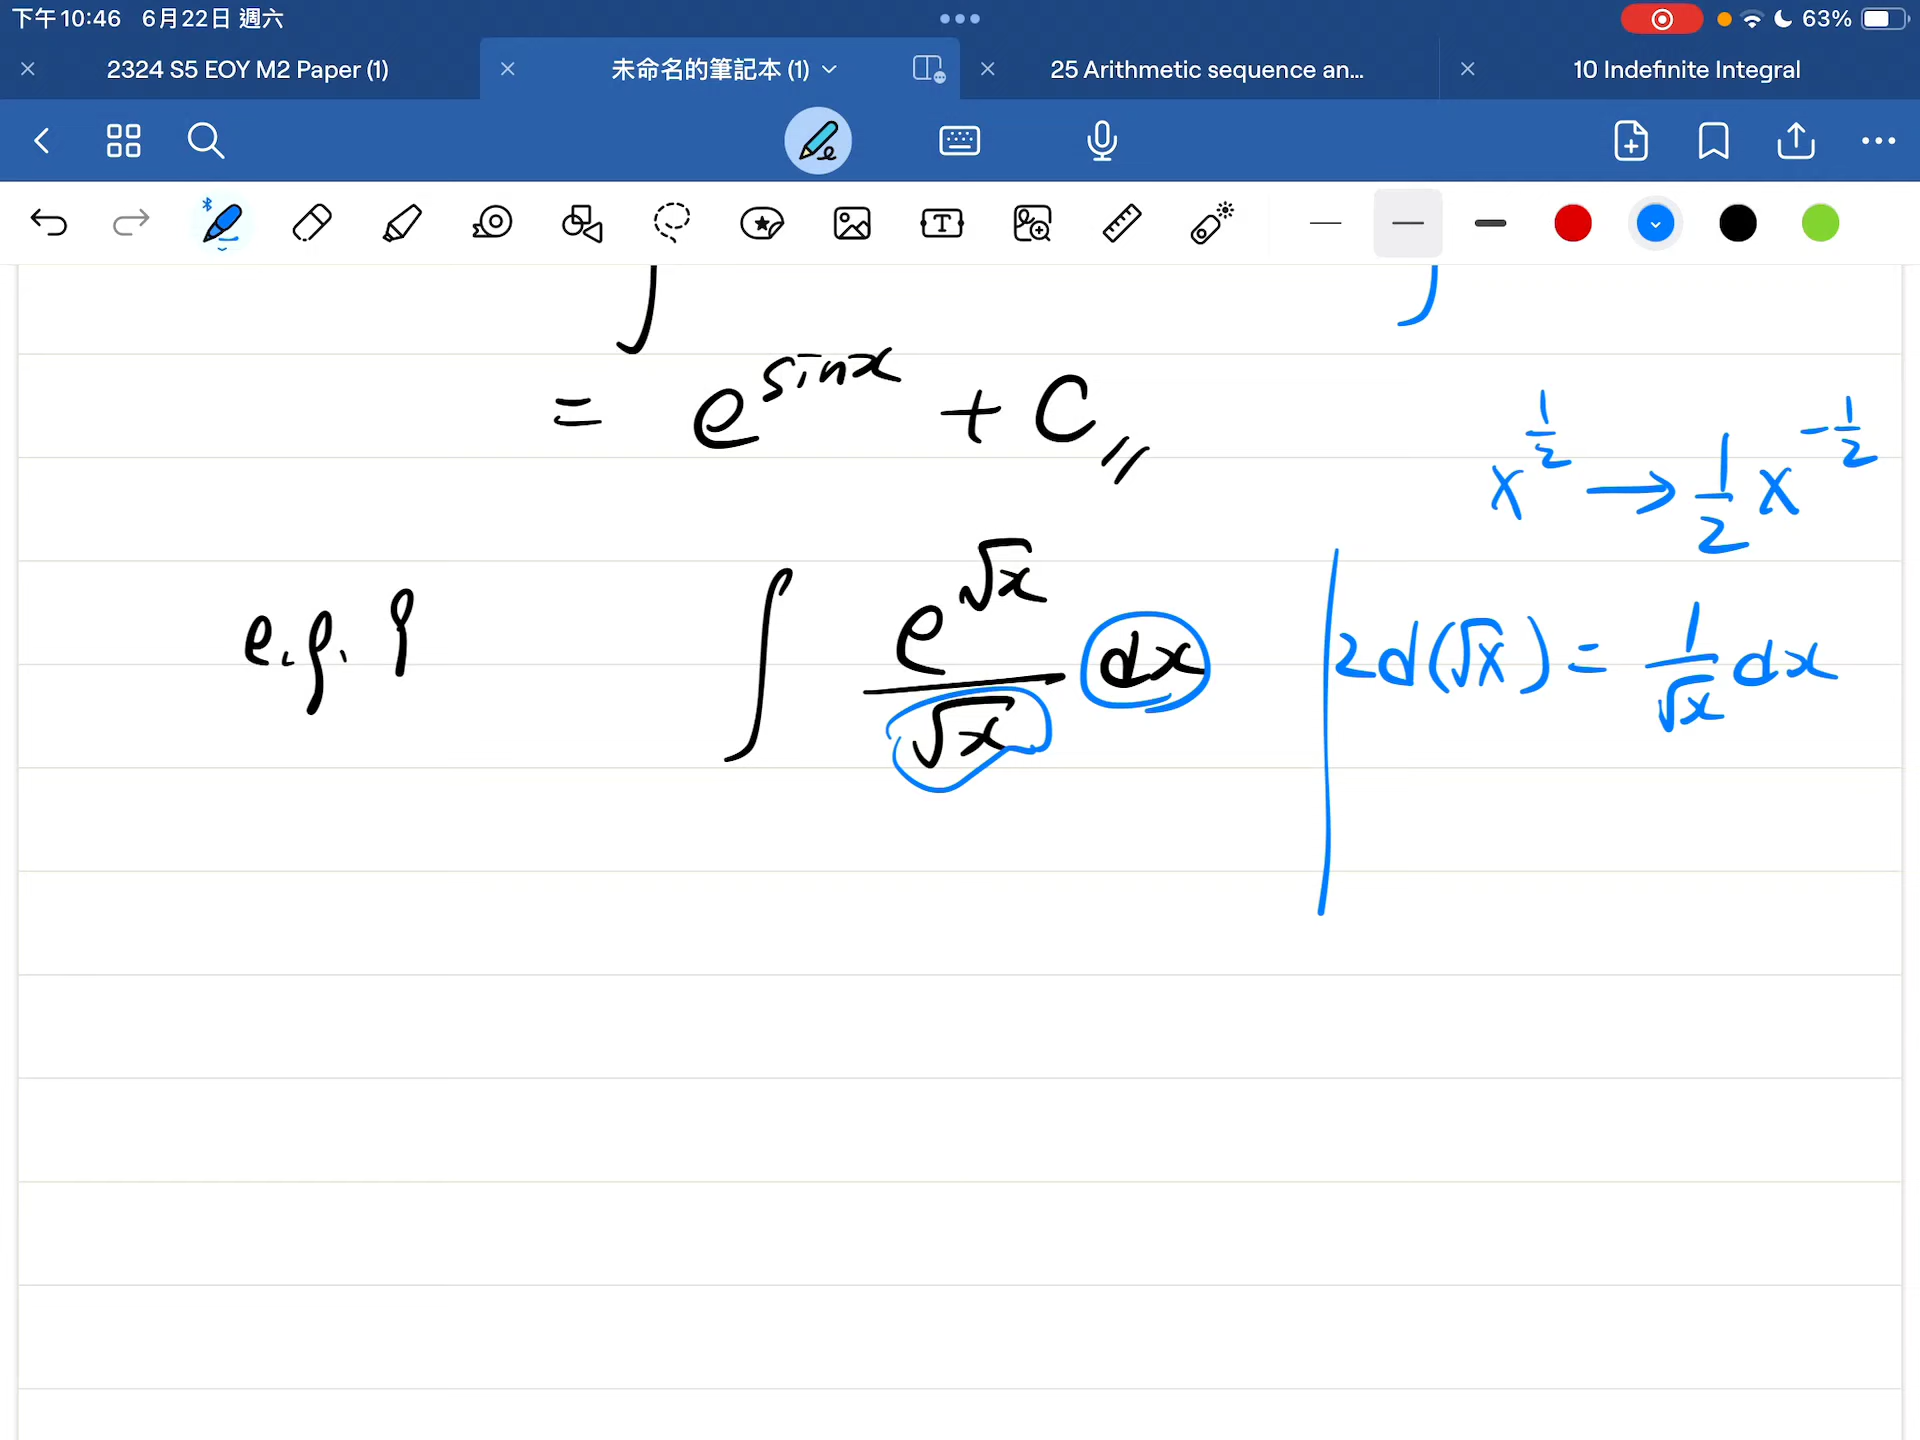 下午10:46 6月22日 週六 63%
2324 S5 EOY M2 Paper (1) 未命名的筆記本 (1) 25 Arithmetic sequence an... 10 Indefinite Integral
∫ ∫
= e^{sinx} + C //
x^{1/2} → 1/2 x^{-1/2}
e.g. 9 ∫ e^{√x}/√x dx 2d(√x) = 1/√x dx